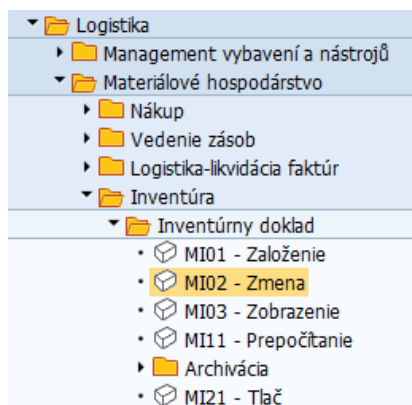 Logistika
Management vybavení a nástrojů
Materiálové hospodárstvo
Nákup
Vedenie zásob
Logistika-likvidácia faktúr
Inventúra
Inventúrny doklad
MI01 - Založenie
MI02 - Zmena
MI03 - Zobrazenie
MI11 - Prepočítanie
Archivácia
MI21 - Tlač